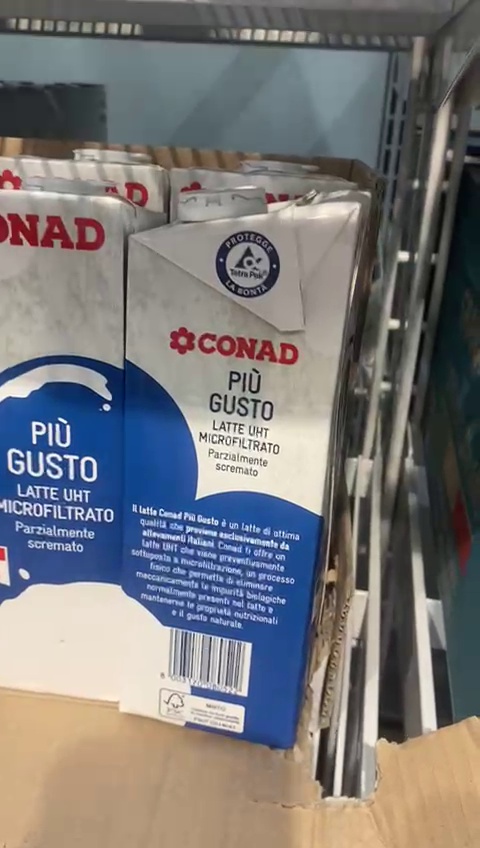 CONAD
PIÙ
GUSTO
LATTE UHT
MICROFILTRATO
Parzialmente
scremato
PROTEGGE
Tetra Pak
LA BONTÀ
CONAD
PIÙ
GUSTO
LATTE UHT
MICROFILTRATO
Parzialmente
scremato
Il latte Conad Più Gusto è un latte di ottima
qualità che proviene esclusivamente da
allevamenti italiani. Conad ti offre un
latte UHT che viene preventivamente
sottoposto a microfiltrazione, un processo
fisico che permette di eliminare
meccanicamente le impurità biologiche
normalmente presenti nel latte e
mantenerne le proprietà nutrizionali
e il gusto naturale.
FSC
MISTO